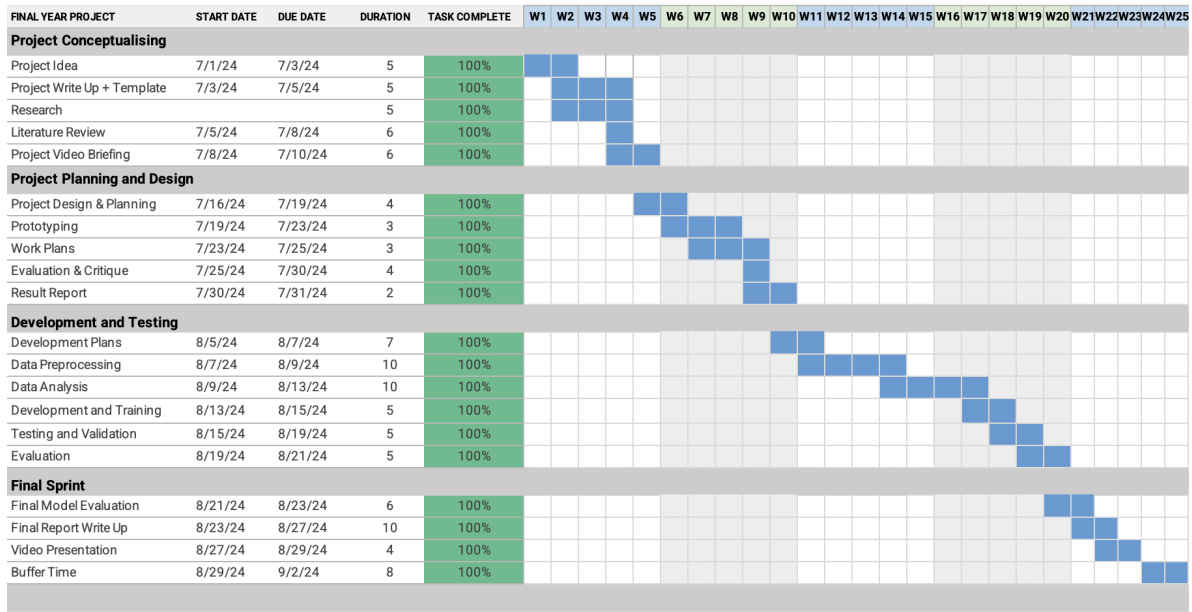 FINAL YEAR PROJECT START DATE DUE DATE DURATION TASK COMPLETE W1 W2 W3 W4 W5 W6 W7 W8 W9 W10 W11 W12 W13 W14 W15 W16 W17 W18 W19 W20 W21 W22 W23 W24 W25
Project Conceptualising
Project Idea 7/1/24 7/3/24 5 100%
Project Write Up + Template 7/3/24 7/5/24 5 100%
Research 5 100%
Literature Review 7/5/24 7/8/24 6 100%
Project Video Briefing 7/8/24 7/10/24 6 100%
Project Planning and Design
Project Design & Planning 7/16/24 7/19/24 4 100%
Prototyping 7/19/24 7/23/24 3 100%
Work Plans 7/23/24 7/25/24 3 100%
Evaluation & Critique 7/25/24 7/30/24 4 100%
Result Report 7/30/24 7/31/24 2 100%
Development and Testing
Development Plans 8/5/24 8/7/24 7 100%
Data Preprocessing 8/7/24 8/9/24 10 100%
Data Analysis 8/9/24 8/13/24 10 100%
Development and Training 8/13/24 8/15/24 5 100%
Testing and Validation 8/15/24 8/19/24 5 100%
Evaluation 8/19/24 8/21/24 5 100%
Final Sprint
Final Model Evaluation 8/21/24 8/23/24 6 100%
Final Report Write Up 8/23/24 8/27/24 10 100%
Video Presentation 8/27/24 8/29/24 4 100%
Buffer Time 8/29/24 9/2/24 8 100%